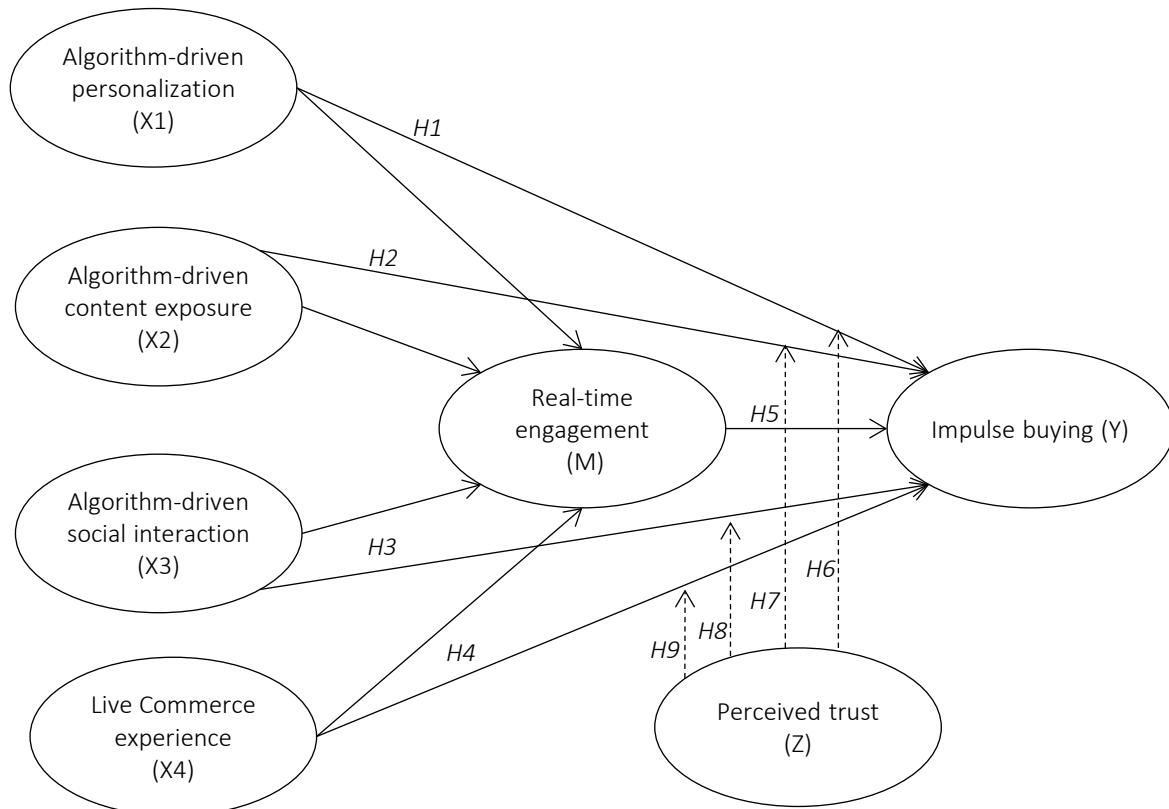 Algorithm-driven
personalization
(X1)
H1
Algorithm-driven
content exposure
(X2)
H2
Real-time
engagement
(M)
H5
Impulse buying (Y)
Algorithm-driven
social interaction
(X3)
H3
H6
H7
H8
H9
H4
Live Commerce
experience
(X4)
Perceived trust
(Z)